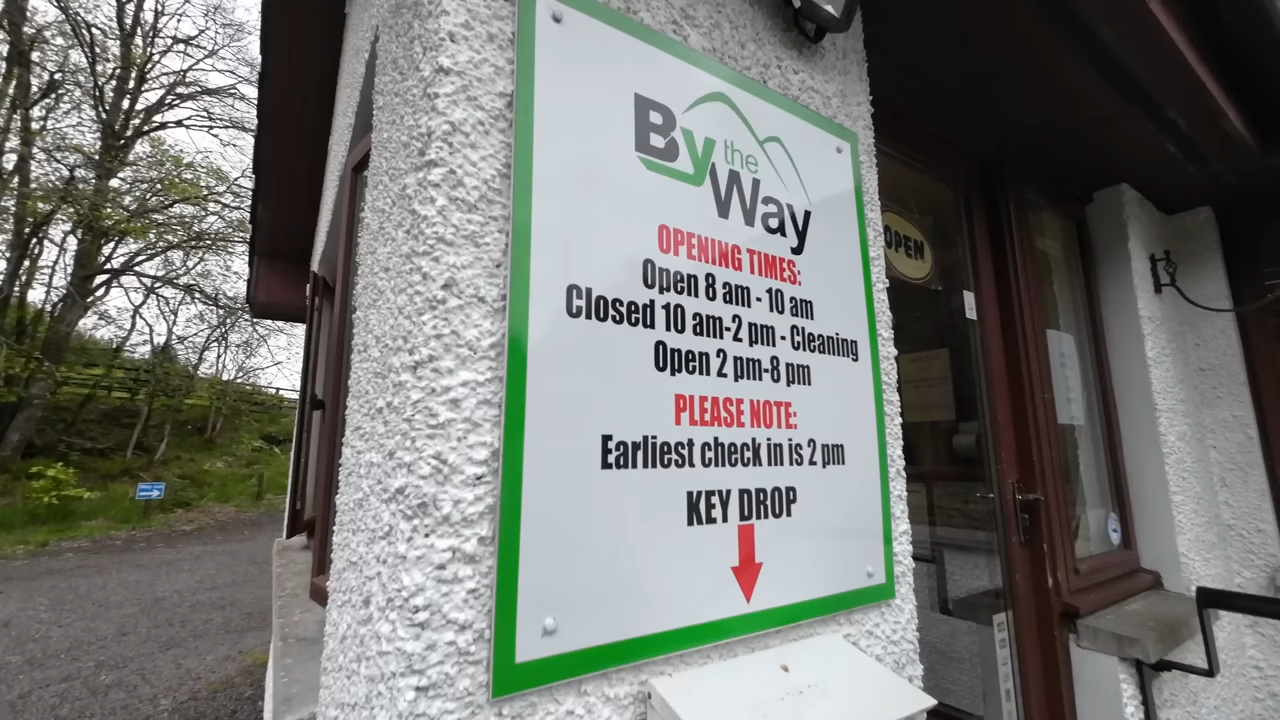 By the Way
OPENING TIMES:
Open 8 am - 10 am
Closed 10 am-2 pm - Cleaning
Open 2 pm-8 pm
PLEASE NOTE:
Earliest check in is 2 pm
KEY DROP
OPEN